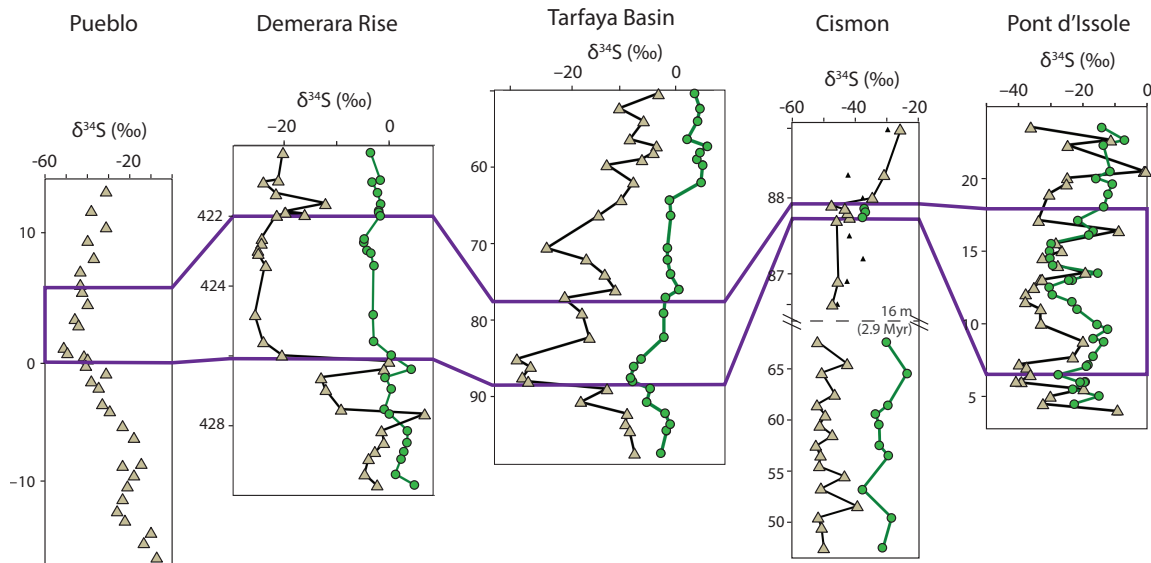 Pueblo
Demerara Rise
Tarfaya Basin
Cismon
Pont d’Issole
δ³⁴S (‰)
–60
–20
10
0
–10
δ³⁴S (‰)
–20
0
422
424
428
δ³⁴S (‰)
–20
0
60
70
80
90
δ³⁴S (‰)
–60
–40
–20
88
87
16 m
(2.9 Myr)
65
60
55
50
δ³⁴S (‰)
–40
–30
–20
–10
0
20
15
10
5